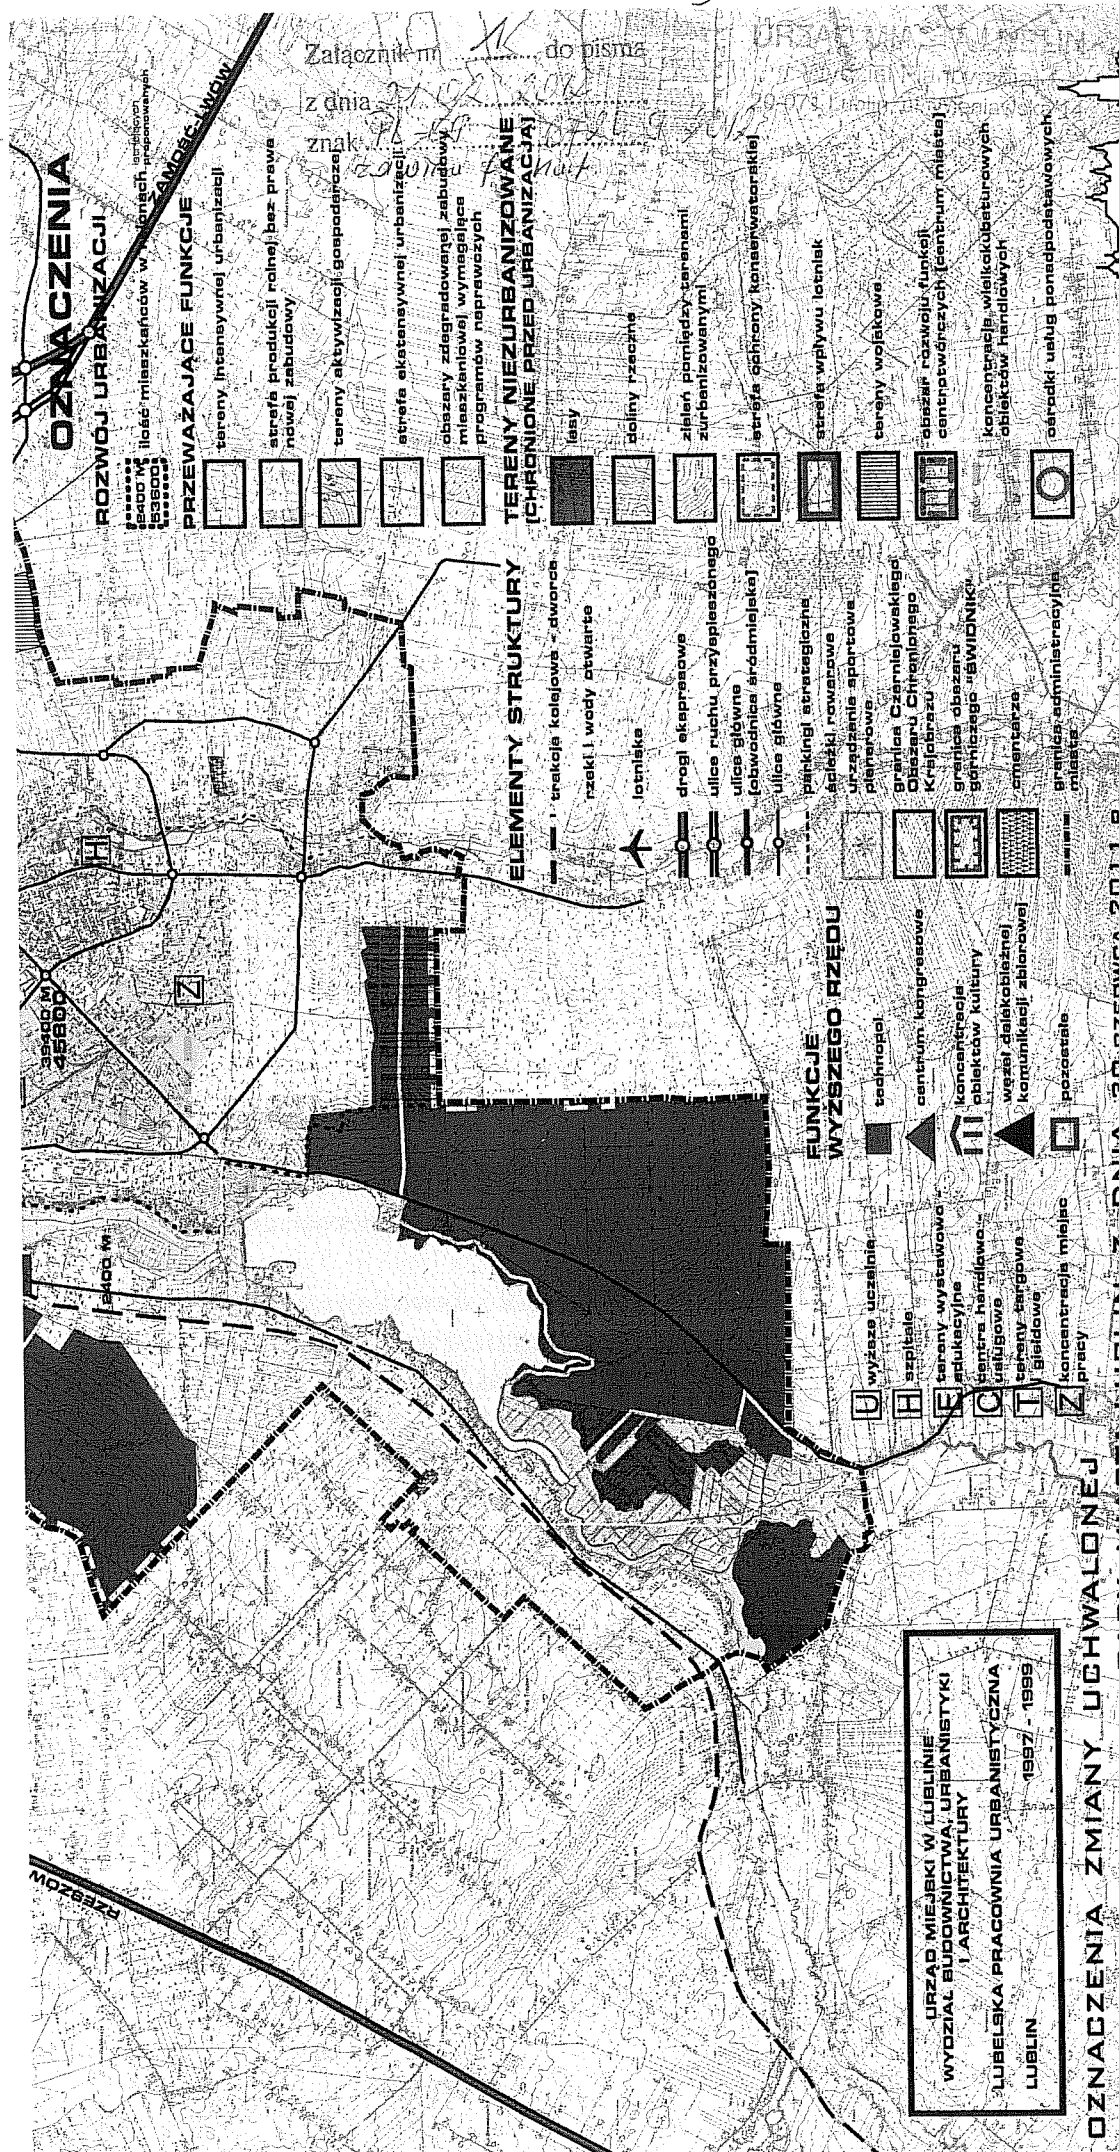 OZNACZENIA
ROZWÓJ URBANIZACJI
ilość mieszkańców w rejonach istniejących
proponowanych
PRZEWAŻAJĄCE FUNKCJE
tereny intensywnej urbanizacji
strefa produkcji rolnej bez prawa
nowej zabudowy
tereny aktywizacji gospodarczej
strefa ekstensywnej urbanizacji
obszary zdegradowanej zabudowy
mieszkaniowej wymagające
programów naprawczych
TERENY NIEZURBANIZOWANE
[CHRONIONE PRZED URBANIZACJĄ]
lasy
doliny rzeczne
zieleń pomiędzy terenami
zurbanizowanymi
strefa ochrony konserwatorskiej
strefa wpływu lotnisk
tereny wojskowe
obszar rozwoju funkcji
centrotwórczych [centrum miasta]
koncentracje wielkokubaturowych
obiektów handlowych
ośrodki usług ponadpodstawowych
ELEMENTY STRUKTURY
trakcja kolejowa - dworce
rzeki i wody otwarte
lotniska
drogi ekspresowe
ulice ruchu przyspieszonego
ulice główne
[obwodnica śródmiejska]
ulice główne
parkingi strategiczne
ścieżki rowerowe
urządzenia sportowe
plenerowe
granica Czerniejowskiego
Obszaru Chronionego
Krajobrazu
granica obszaru
górniczego "ŚWIDNIK"
cmentarze
granica administracyjna
miasta
FUNKCJE
WYŻSZEGO RZĘDU
technopol
centrum kongresowe
koncentracja
obiektów kultury
węzeł dalekobieżnej
komunikacji zbiorowej
pozostałe
U wyższe uczelnie
H szpitale
E tereny wystawowo-
edukacyjne
C centra handlowo-
usługowe
T tereny targowe
i giełdowe
Z koncentracja miejsc
pracy
URZĄD MIEJSKI W LUBLINIE
WYDZIAŁ BUDOWNICTWA, URBANISTYKI
I ARCHITEKTURY
LUBELSKA PRACOWNIA URBANISTYCZNA
LUBLIN 1997 - 1999
OZNACZENIA ZMIANY UCHWALONEJ
RZESZÓW
ZAMOŚĆ-LWÓW
2400 M
39400 M
45800
H
Z
Załącznik nr do pisma
z dnia
znak